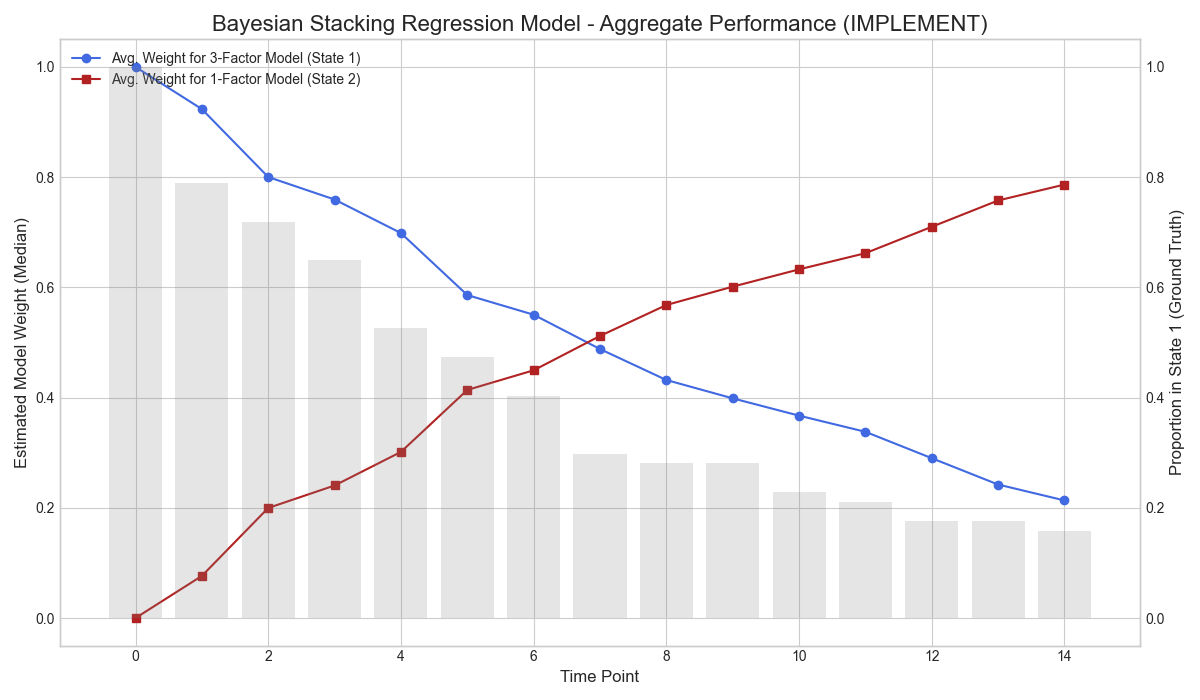 Bayesian Stacking Regression Model - Aggregate Performance (IMPLEMENT)
Avg. Weight for 3-Factor Model (State 1)
Avg. Weight for 1-Factor Model (State 2)
Estimated Model Weight (Median)
1.0
0.8
0.6
0.4
0.2
0.0
1.0
0.8
0.6
0.4
0.2
0.0
Proportion in State 1 (Ground Truth)
0 2 4 6 8 10 12 14
Time Point